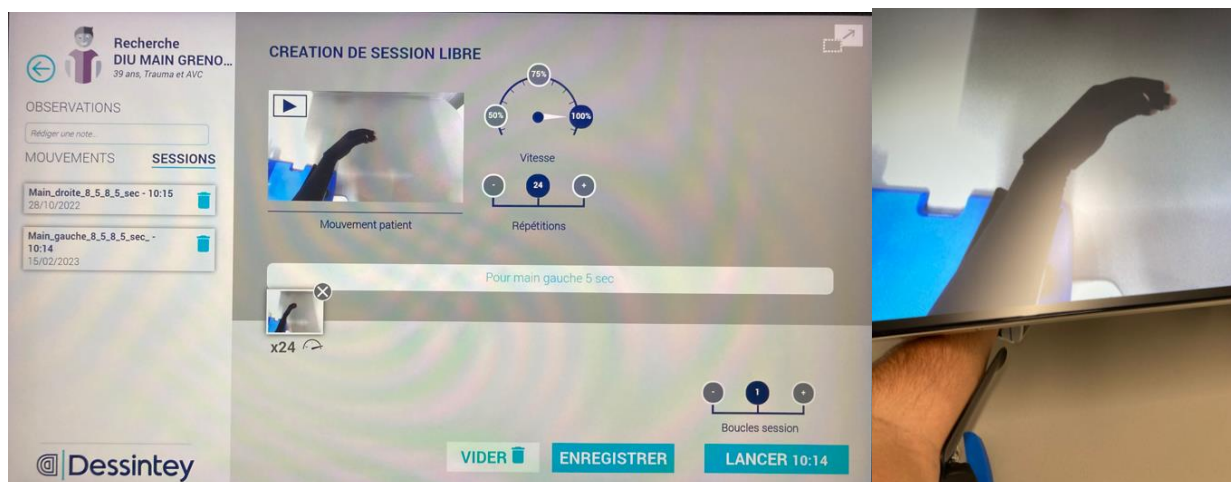 Recherche
DIU MAIN GRENO...
39 ans, Trauma et AVC
OBSERVATIONS
Rédiger une note..
MOUVEMENTS SESSIONS
Main_droite_8_5_8_5_sec - 10:15
28/10/2022
Main_gauche_8_5_8_5_sec_ -
10:14
15/02/2023
Dessintey
CREATION DE SESSION LIBRE
50%
75%
100%
Vitesse
- 24 +
Répétitions
Mouvement patient
Pour main gauche 5 sec
x24
- 1 +
Boucles session
VIDER
ENREGISTRER
LANCER 10:14